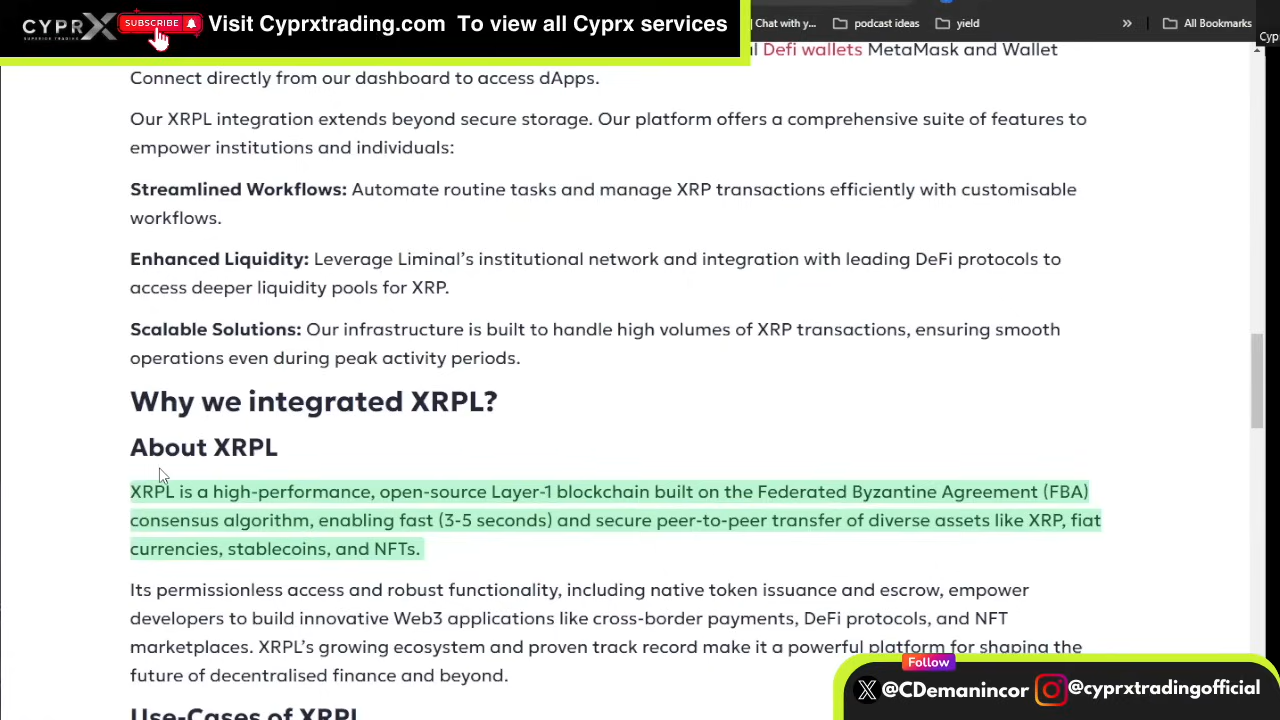 CYPRX
SUPERIOR TRADING
SUBSCRIBE
Visit Cyprxtrading.com To view all Cyprx services
Chat with y...
podcast ideas
yield
»
All Bookmarks
Cyp
l Defi wallets MetaMask and Wallet
Connect directly from our dashboard to access dApps.
Our XRPL integration extends beyond secure storage. Our platform offers a comprehensive suite of features to
empower institutions and individuals:
Streamlined Workflows: Automate routine tasks and manage XRP transactions efficiently with customisable
workflows.
Enhanced Liquidity: Leverage Liminal’s institutional network and integration with leading DeFi protocols to
access deeper liquidity pools for XRP.
Scalable Solutions: Our infrastructure is built to handle high volumes of XRP transactions, ensuring smooth
operations even during peak activity periods.
Why we integrated XRPL?
About XRPL
XRPL is a high-performance, open-source Layer-1 blockchain built on the Federated Byzantine Agreement (FBA)
consensus algorithm, enabling fast (3-5 seconds) and secure peer-to-peer transfer of diverse assets like XRP, fiat
currencies, stablecoins, and NFTs.
Its permissionless access and robust functionality, including native token issuance and escrow, empower
developers to build innovative Web3 applications like cross-border payments, DeFi protocols, and NFT
marketplaces. XRPL’s growing ecosystem and proven track record make it a powerful platform for shaping the
future of decentralised finance and beyond.
Use-Cases of XRPL
Follow
@CDemanincor
@cyprxtradingofficial